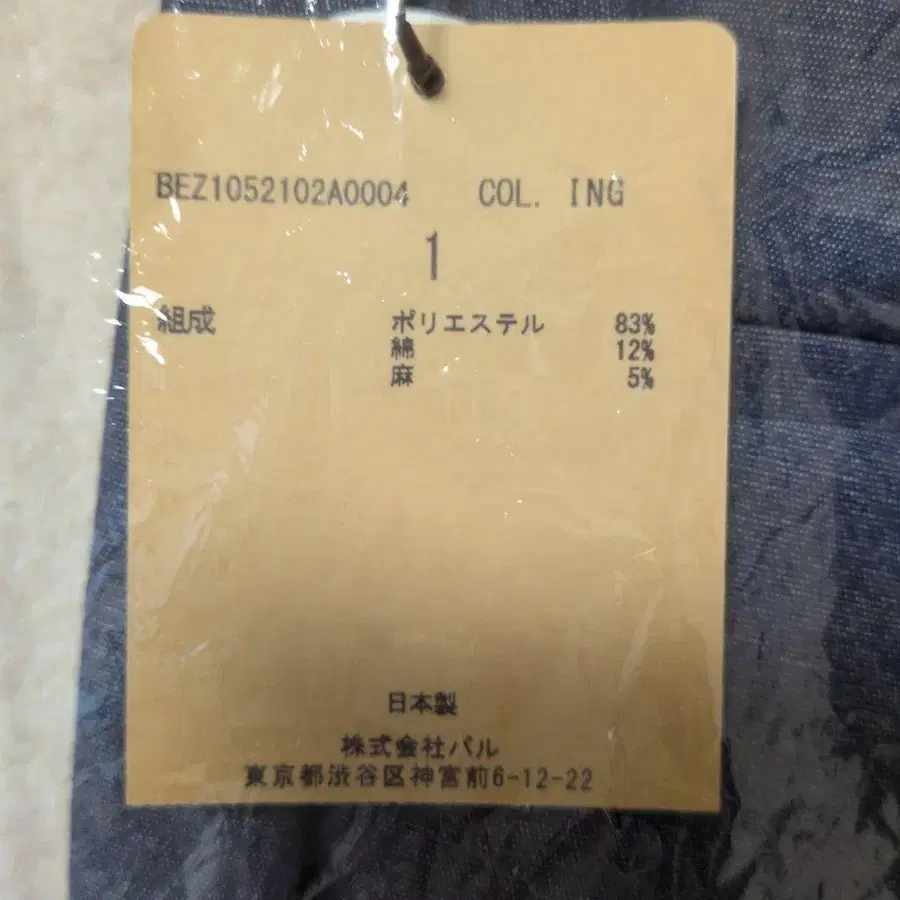 BEZ1052102A0004 COL. ING
1
組成 ポリエステル 83%
綿 12%
麻 5%
日本製
株式会社パル
東京都渋谷区神宮前6-12-22